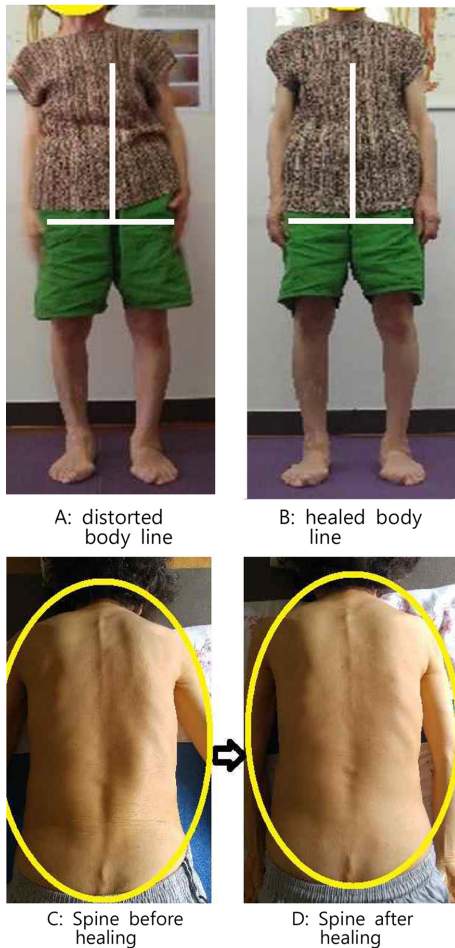 A: distorted
body line
B: healed body
line
C: Spine before
healing
D: Spine after
healing